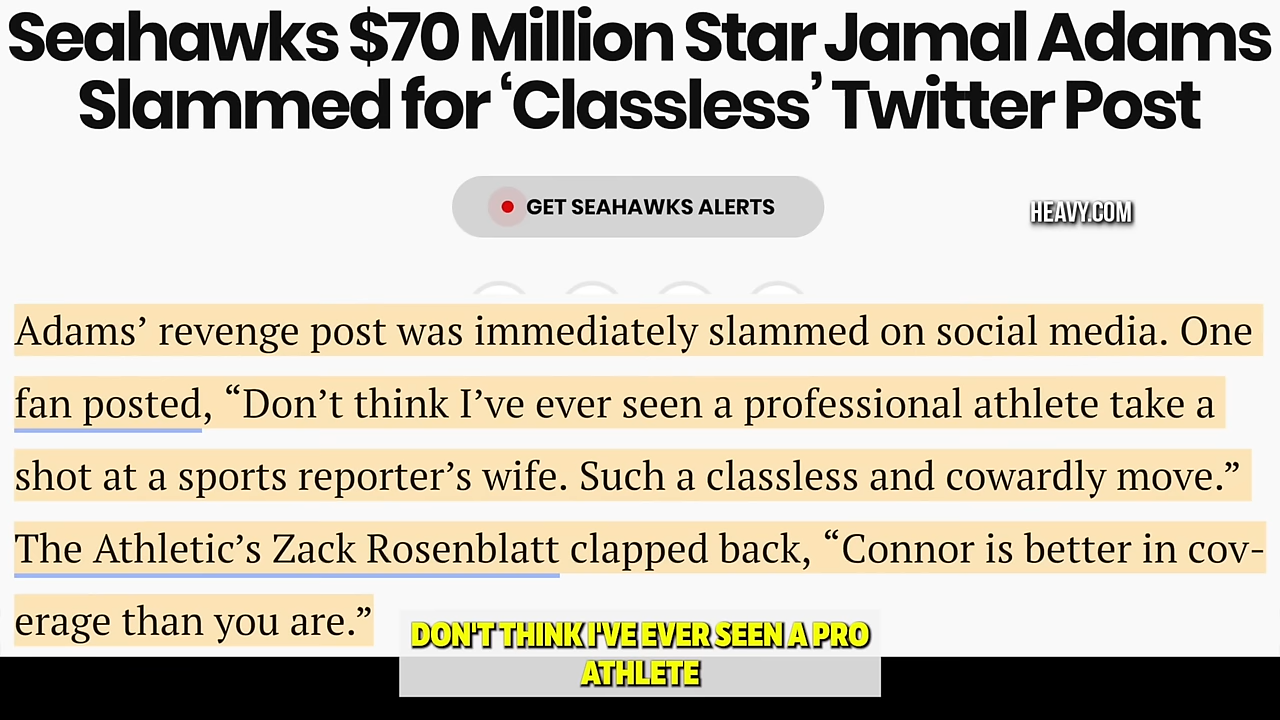 Seahawks $70 Million Star Jamal Adams
Slammed for ‘Classless’ Twitter Post
GET SEAHAWKS ALERTS
HEAVY.COM
Adams’ revenge post was immediately slammed on social media. One
fan posted, “Don’t think I’ve ever seen a professional athlete take a
shot at a sports reporter’s wife. Such a classless and cowardly move.”
The Athletic’s Zack Rosenblatt clapped back, “Connor is better in cov-
erage than you are.”
DON'T THINK I'VE EVER SEEN A PRO
ATHLETE